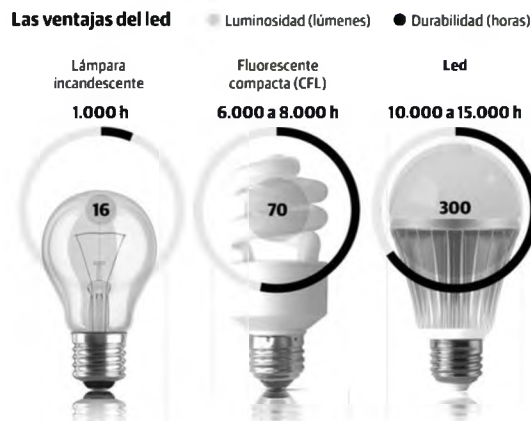 Las ventajas del led
Luminosidad (lúmenes)
Durabilidad (horas)
Lámpara
incandescente
1.000 h
16
Fluorescente
compacta (CFL)
6.000 a 8.000 h
70
Led
10.000 a 15.000 h
300